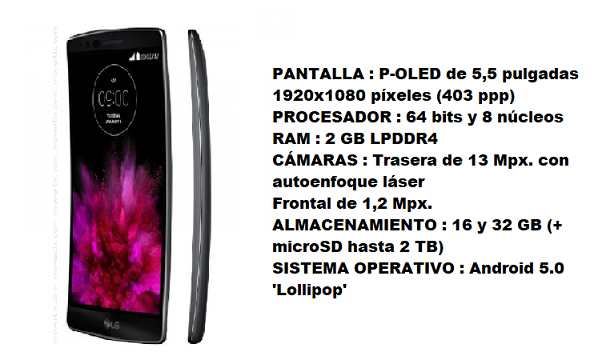 09:00
LG
PANTALLA : P-OLED de 5,5 pulgadas
1920x1080 píxeles (403 ppp)
PROCESADOR : 64 bits y 8 núcleos
RAM : 2 GB LPDDR4
CÁMARAS : Trasera de 13 Mpx. con
autoenfoque láser
Frontal de 1,2 Mpx.
ALMACENAMIENTO : 16 y 32 GB (+
microSD hasta 2 TB)
SISTEMA OPERATIVO : Android 5.0
'Lollipop'